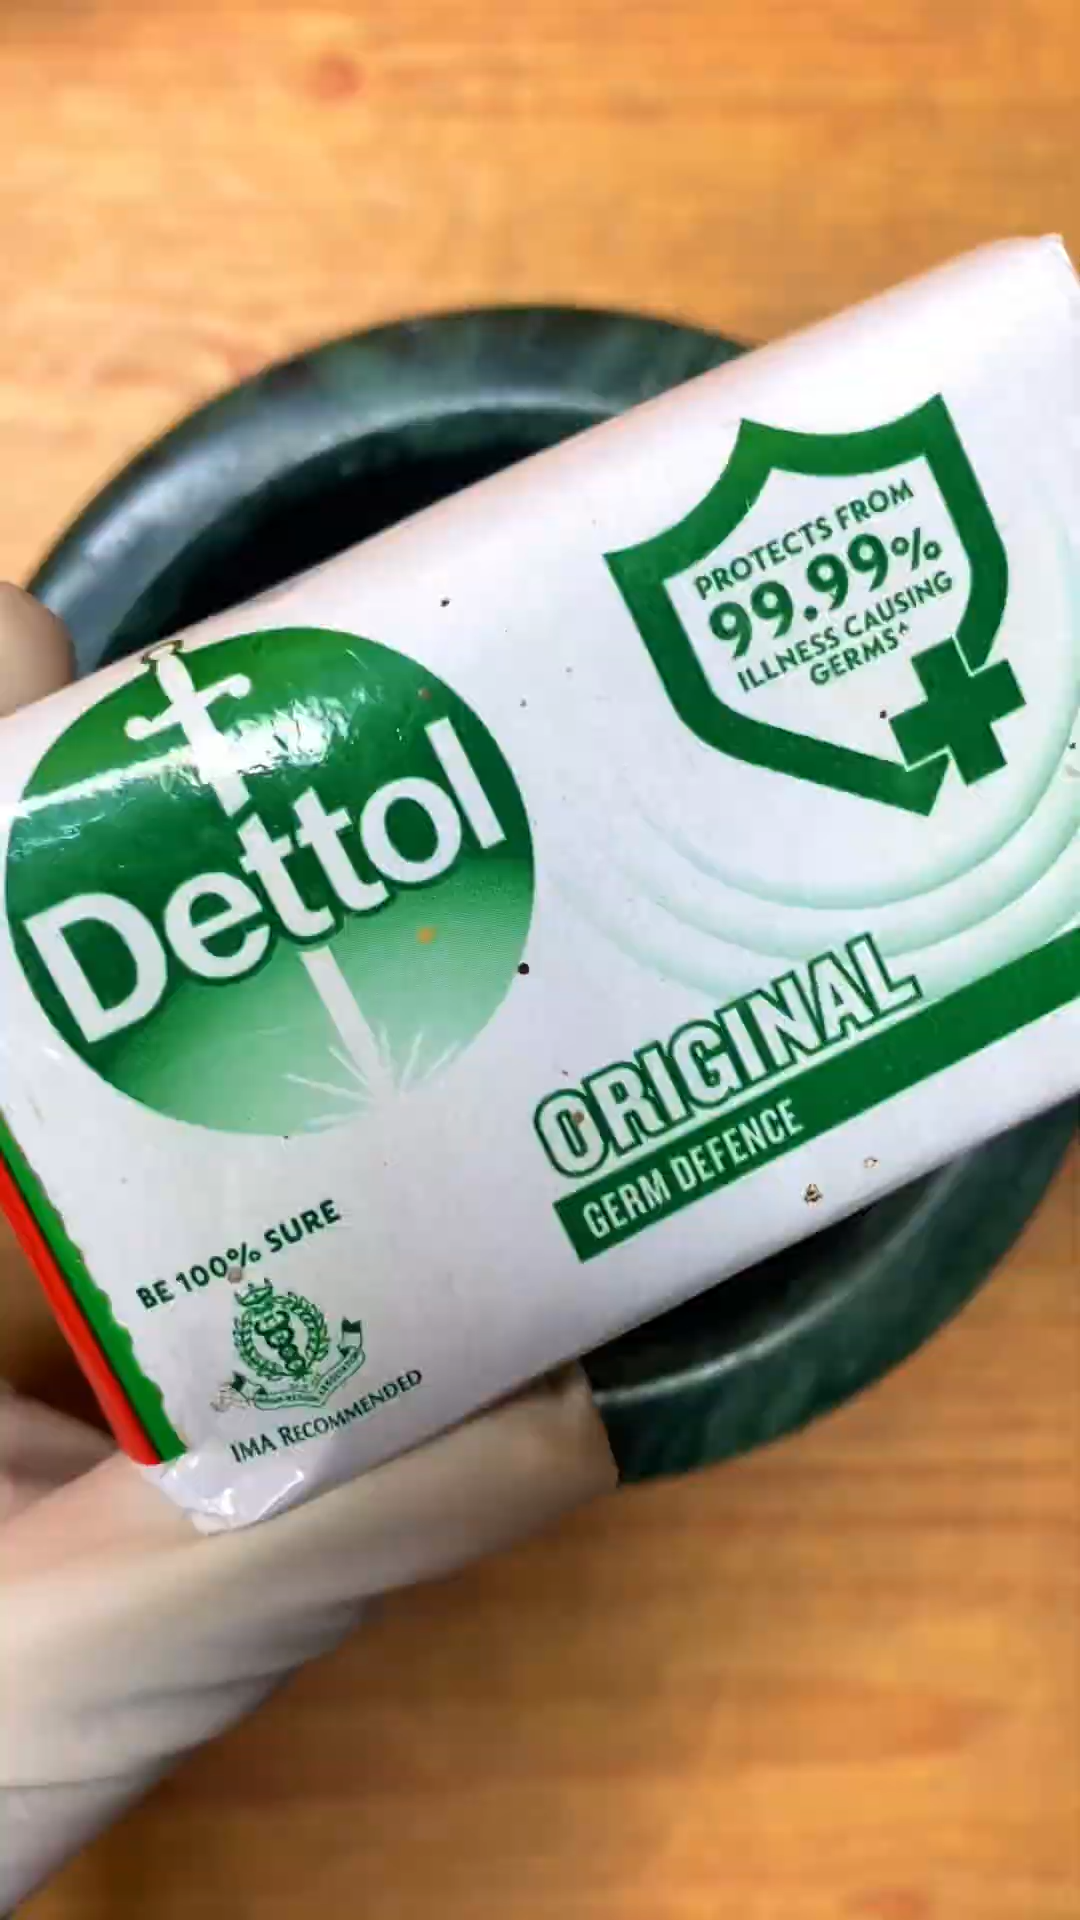 Dettol
PROTECTS FROM
99.99%
ILLNESS CAUSING
GERMS^
ORIGINAL
GERM DEFENCE
BE 100% SURE
IMA RECOMMENDED